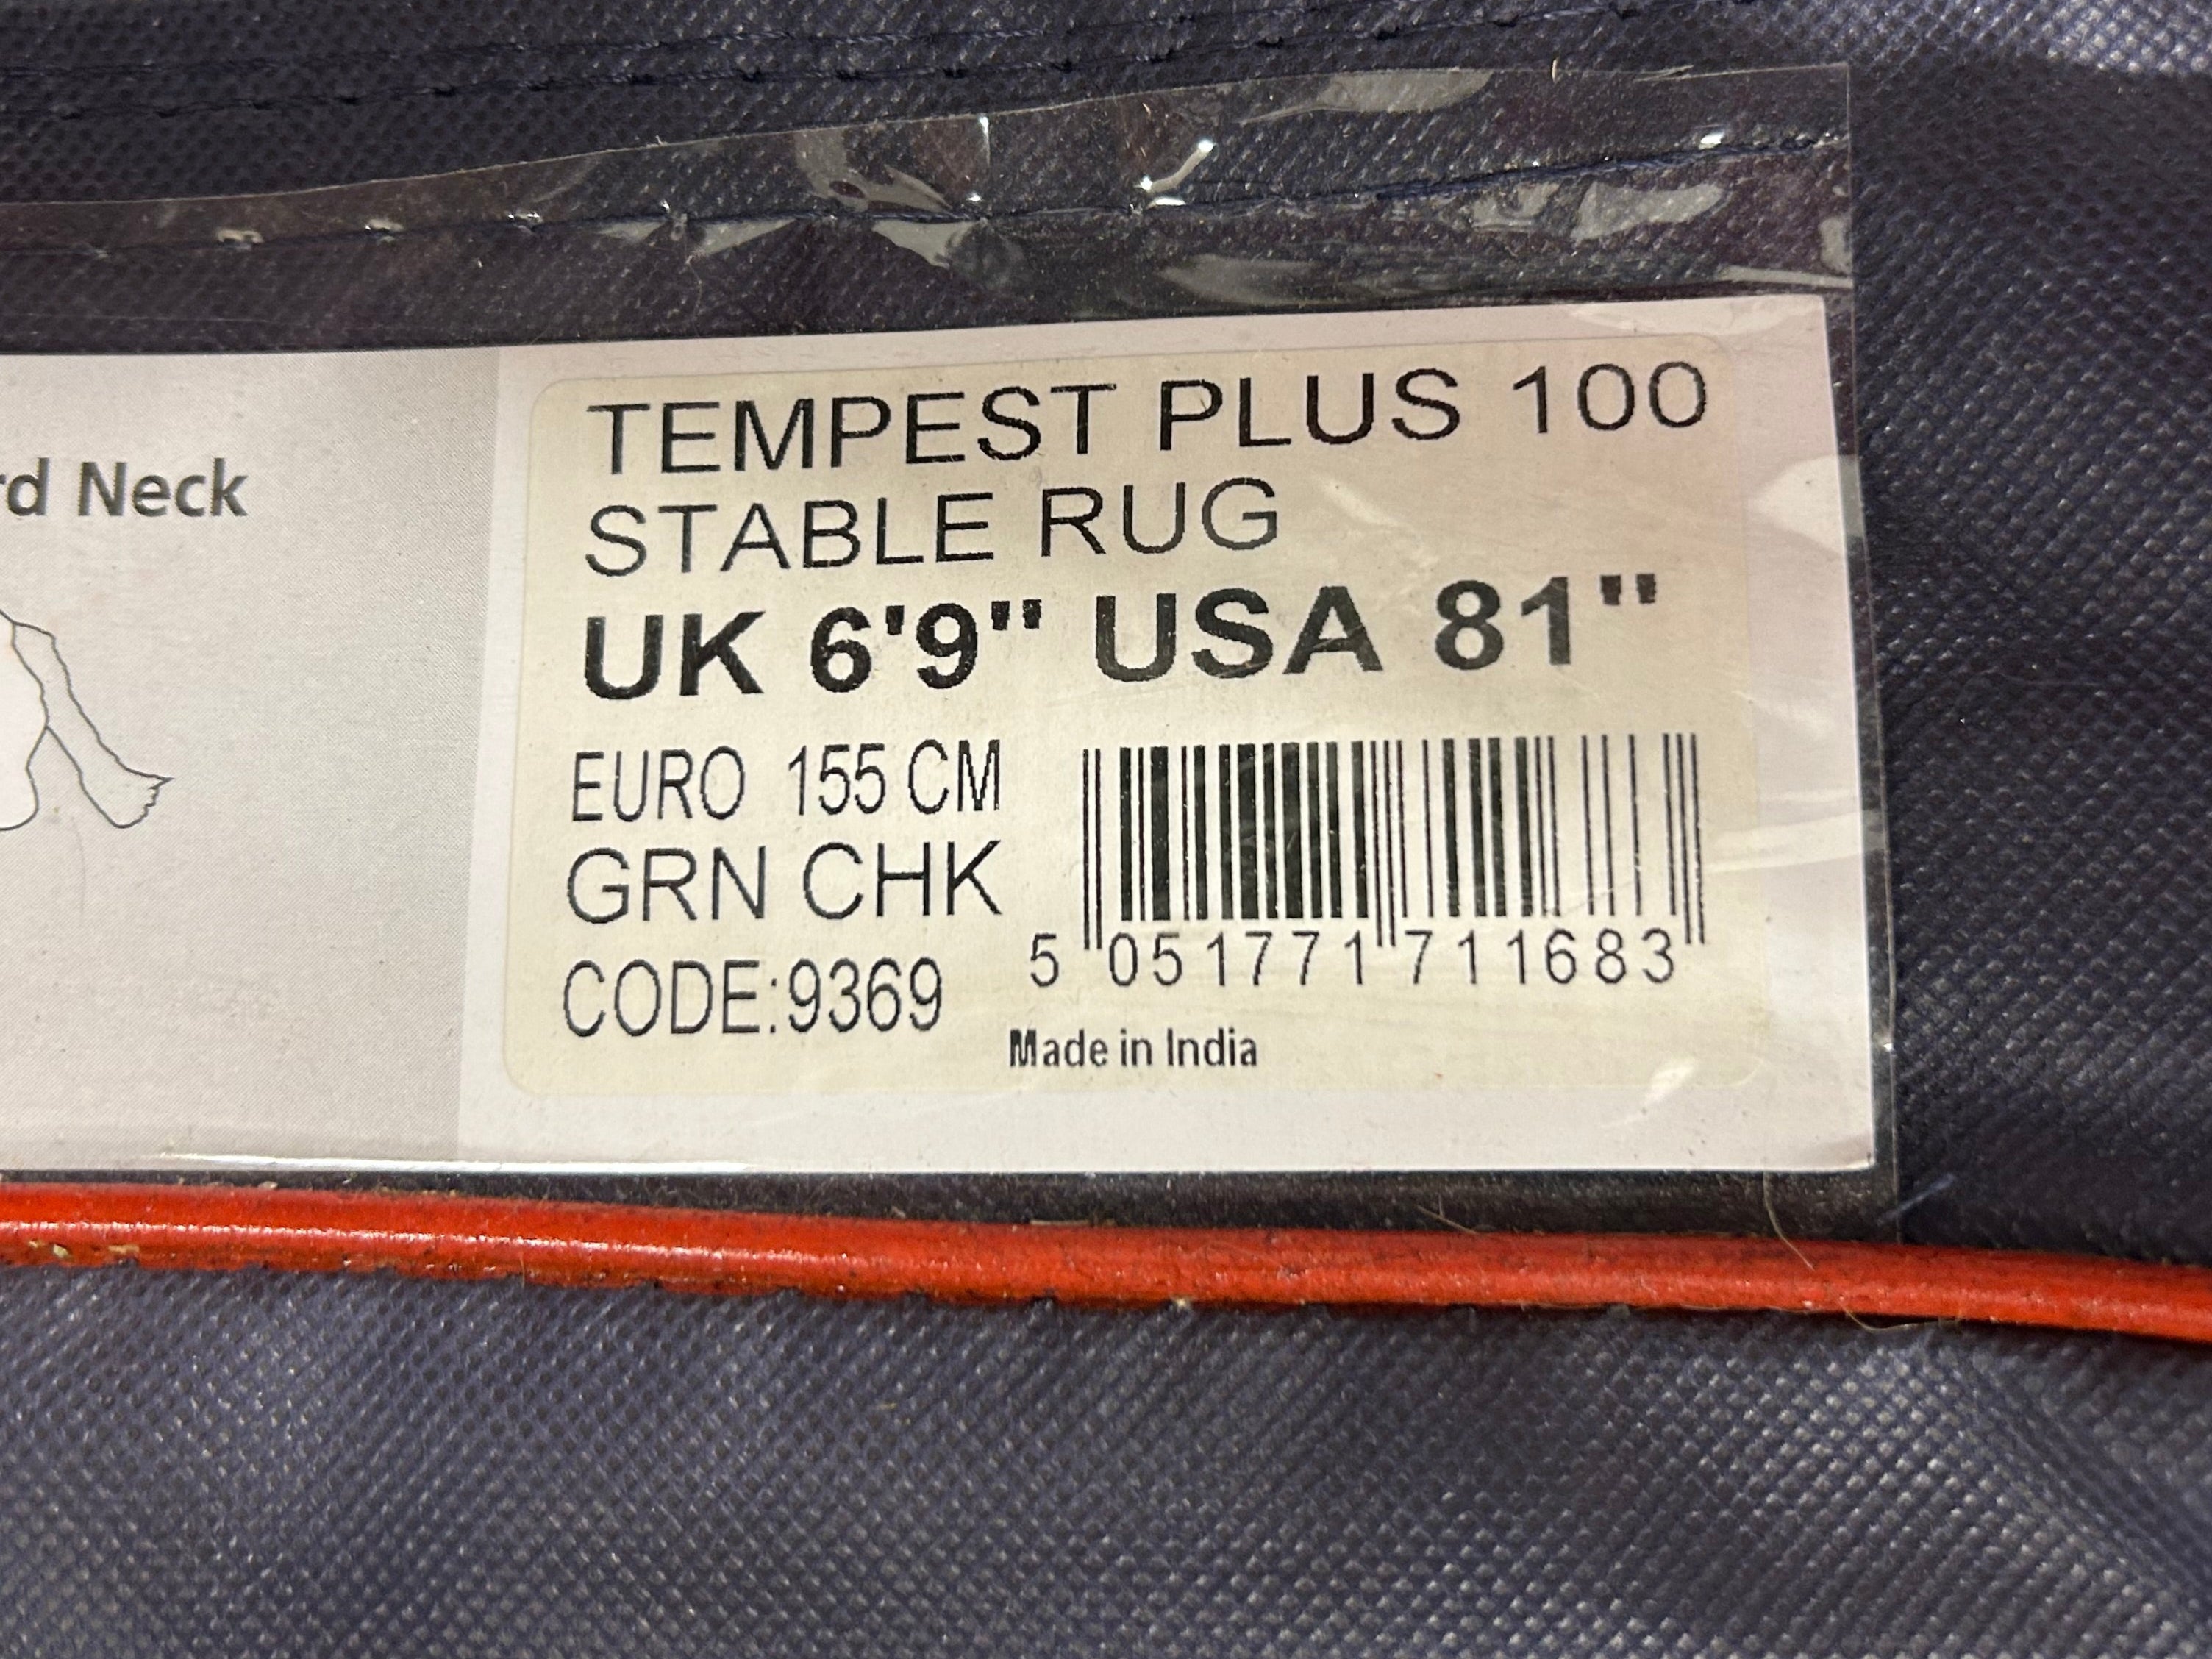 rd Neck
TEMPEST PLUS 100
STABLE RUG
UK 6'9" USA 81"
EURO 155 CM
GRN CHK
CODE:9369
5 051771 711683
Made in India